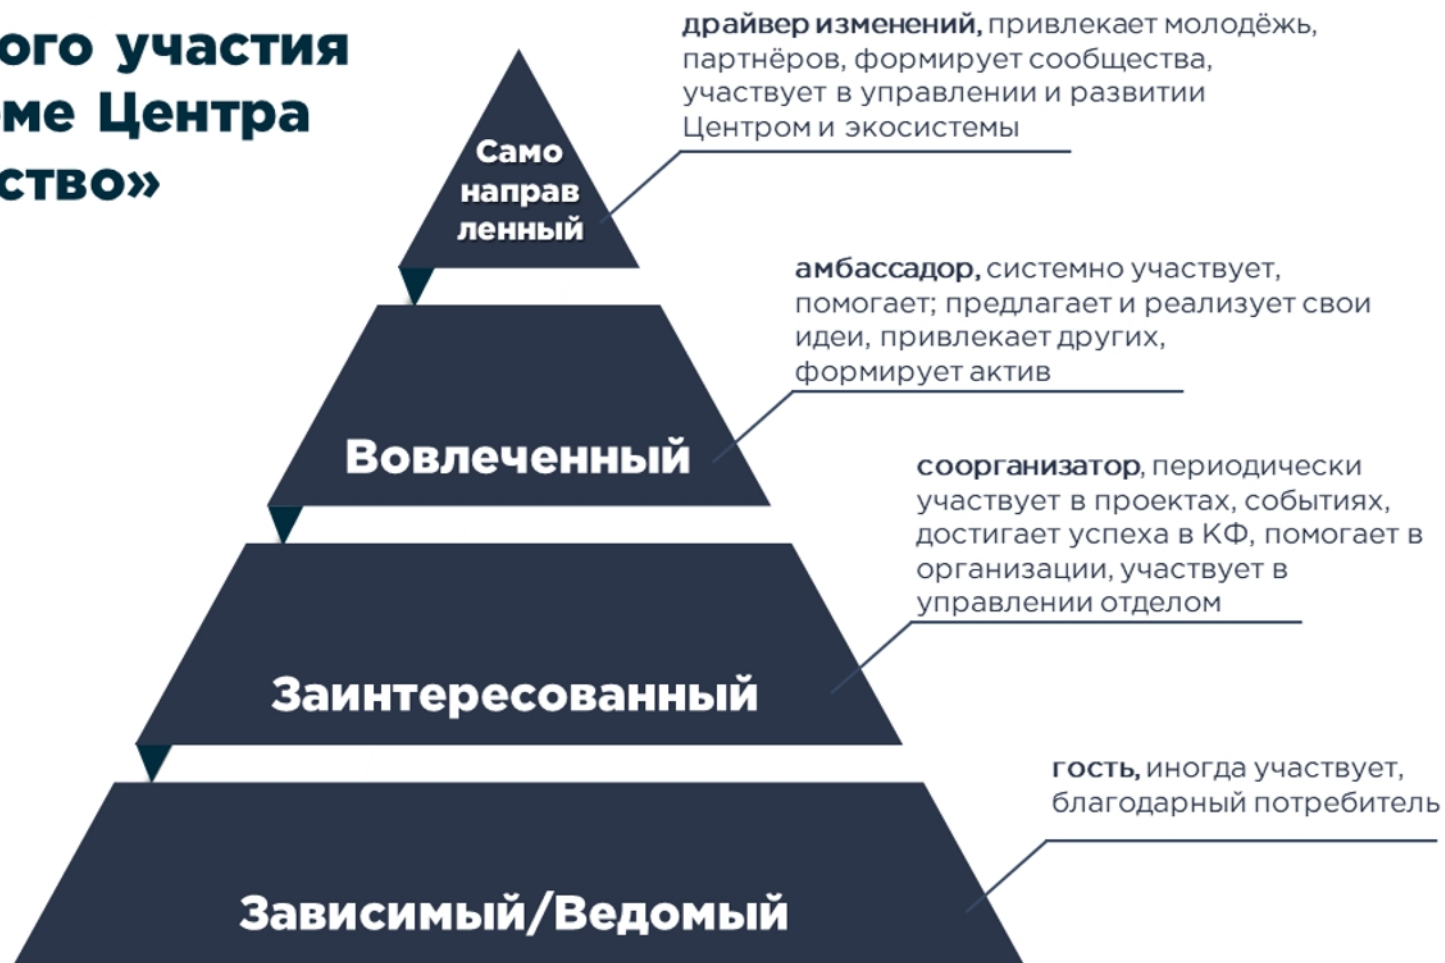 ого участия
ме Центра
ство»
драйвер изменений, привлекает молодёжь,
партнёров, формирует сообщества,
участвует в управлении и развитии
Центром и экосистемы
Само
направ
ленный
амбассадор, системно участвует,
помогает; предлагает и реализует свои
идеи, привлекает других,
формирует актив
Вовлеченный
соорганизатор, периодически
участвует в проектах, событиях,
достигает успеха в КФ, помогает в
организации, участвует в
управлении отделом
Заинтересованный
гость, иногда участвует,
благодарный потребитель
Зависимый/Ведомый